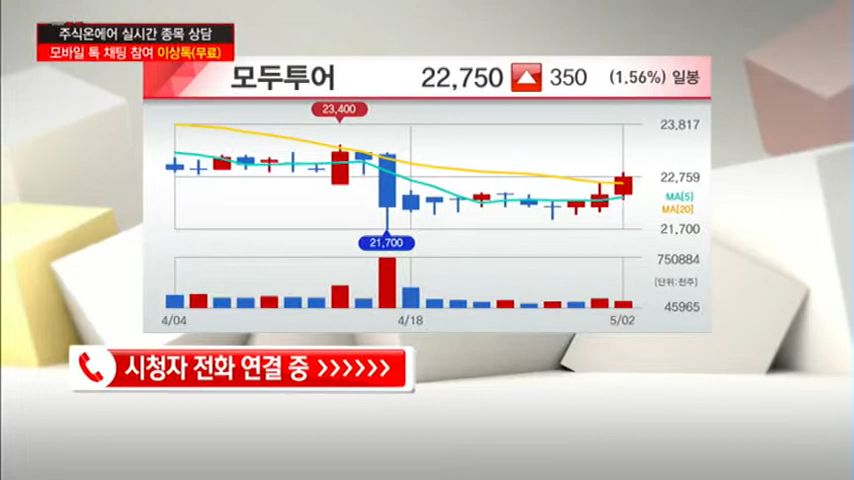 주식온에어 실시간 종목 상담
모바일 톡 채팅 참여 이상톡(무료)
모두투어 22,750 350 (1.56%) 일봉
23,400
23,817
22,759
MA[5]
MA[20]
21,700
21,700
750884
[단위:천주]
45965
4/04 4/18 5/02
시청자 전화 연결 중